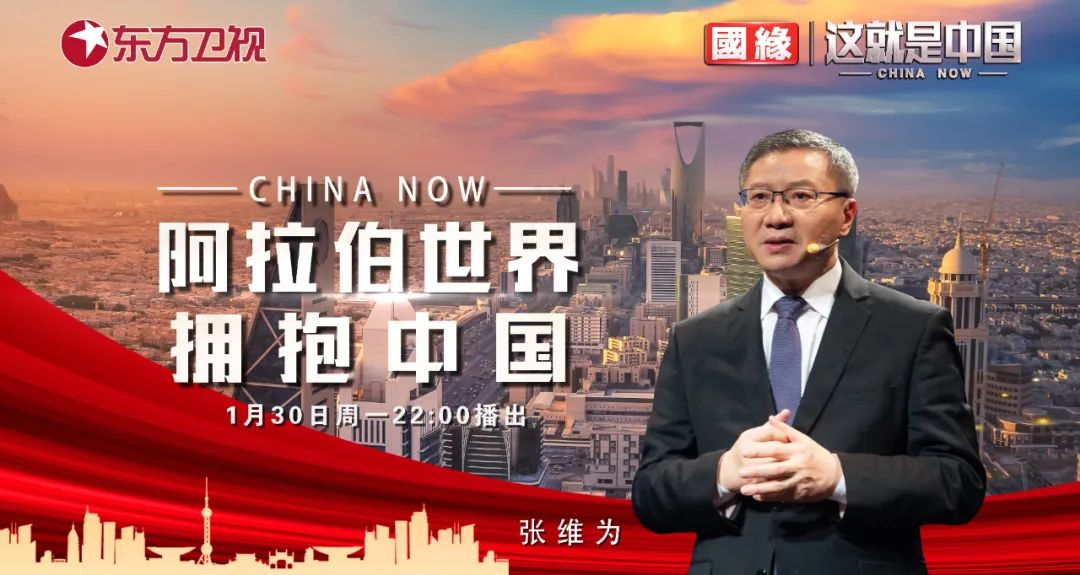 东方卫视
國緣
这就是中国
CHINA NOW
CHINA NOW
阿拉伯世界
拥抱中国
1月30日周一22:00播出
张维为